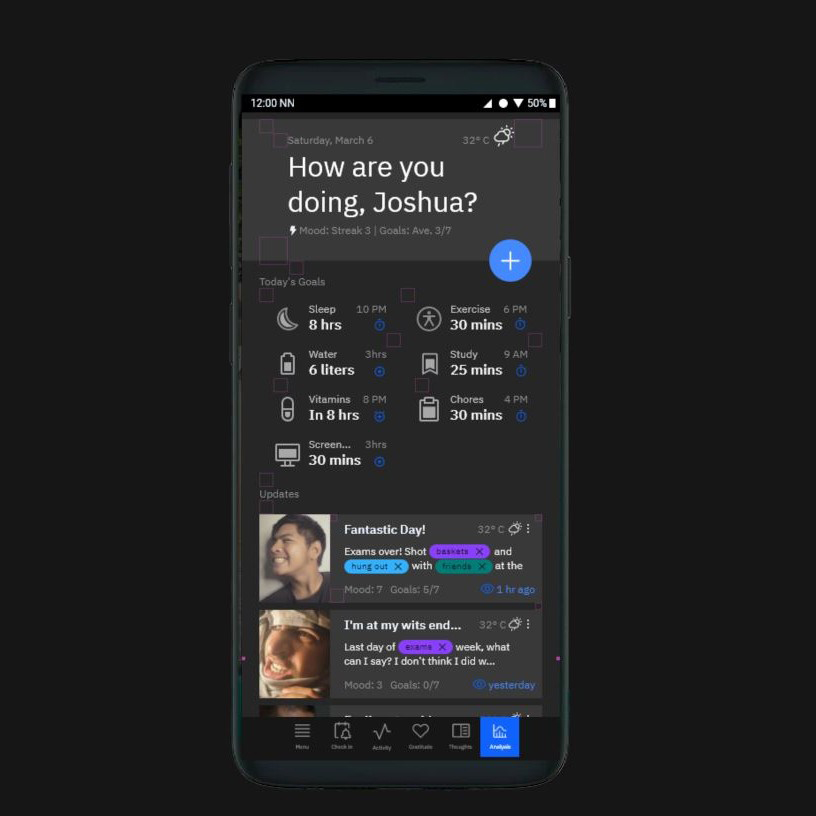 12:00 NN 50%
Saturday, March 6 32° C
How are you
doing, Joshua?
Mood: Streak 3 | Goals: Ave. 3/7
Today's Goals
Sleep 10 PM
8 hrs
Exercise 6 PM
30 mins
Water 3hrs
6 liters
Study 9 AM
25 mins
Vitamins 8 PM
In 8 hrs
Chores 4 PM
30 mins
Screen... 3hrs
30 mins
Updates
Fantastic Day! 32° C
Exams over! Shot baskets and
hung out with friends at the
Mood: 7 Goals: 5/7 1 hr ago
I'm at my wits end... 32° C
Last day of exams week, what
can I say? I don't think I did w...
Mood: 3 Goals: 0/7 yesterday
Menu Check in Activity Gratitude Thoughts Analysis